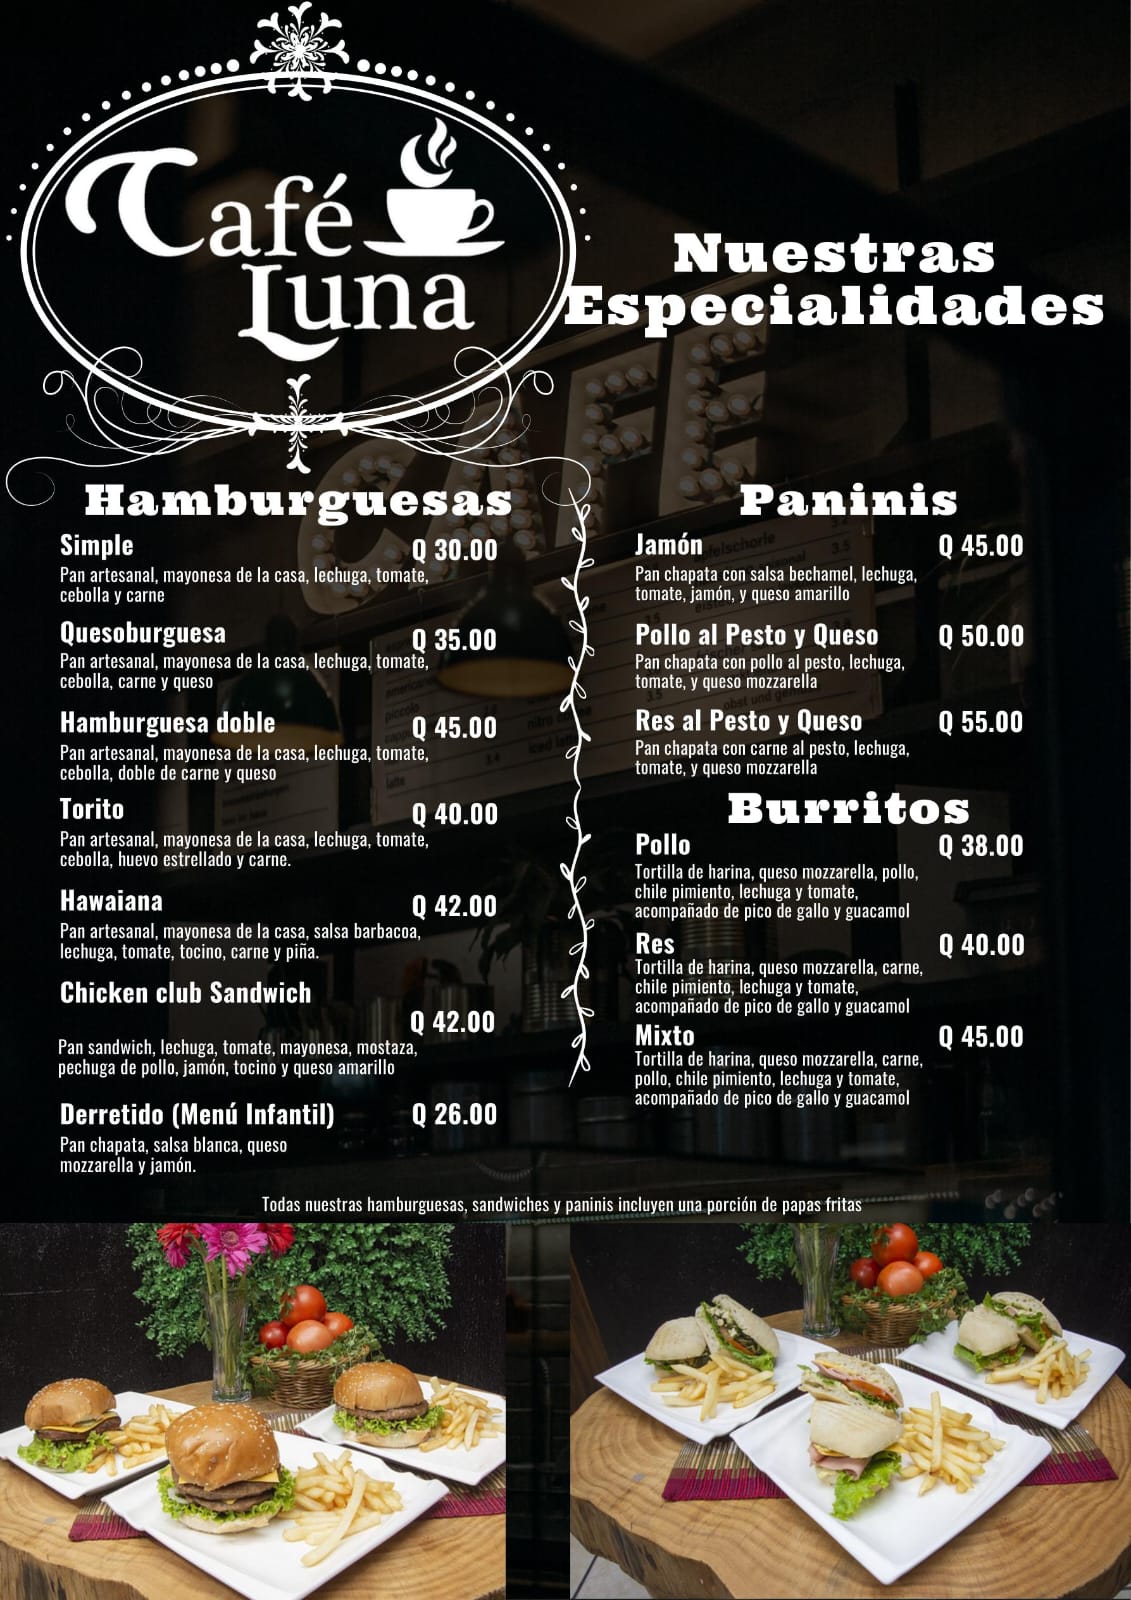 Café
Luna
Nuestras
Especialidades
Hamburguesas
Simple
Q 30.00
Pan artesanal, mayonesa de la casa, lechuga, tomate,
cebolla y carne
Quesoburguesa
Q 35.00
Pan artesanal, mayonesa de la casa, lechuga, tomate,
cebolla, carne y queso
Hamburguesa doble
Q 45.00
Pan artesanal, mayonesa de la casa, lechuga, tomate,
cebolla, doble de carne y queso
Torito
Q 40.00
Pan artesanal, mayonesa de la casa, lechuga, tomate,
cebolla, huevo estrellado y carne.
Hawaiana
Q 42.00
Pan artesanal, mayonesa de la casa, salsa barbacoa,
lechuga, tomate, tocino, carne y piña.
Chicken club Sandwich
Q 42.00
Pan sandwich, lechuga, tomate, mayonesa, mostaza,
pechuga de pollo, jamón, tocino y queso amarillo
Derretido (Menú Infantil)
Q 26.00
Pan chapata, salsa blanca, queso
mozzarella y jamón.
Paninis
Jamón
Q 45.00
Pan chapata con salsa bechamel, lechuga,
tomate, jamón, y queso amarillo
Pollo al Pesto y Queso
Q 50.00
Pan chapata con pollo al pesto, lechuga,
tomate, y queso mozzarella
Res al Pesto y Queso
Q 55.00
Pan chapata con carne al pesto, lechuga,
tomate, y queso mozzarella
Burritos
Pollo
Q 38.00
Tortilla de harina, queso mozzarella, pollo,
chile pimiento, lechuga y tomate,
acompañado de pico de gallo y guacamol
Res
Q 40.00
Tortilla de harina, queso mozzarella, carne,
chile pimiento, lechuga y tomate,
acompañado de pico de gallo y guacamol
Mixto
Q 45.00
Tortilla de harina, queso mozzarella, carne,
pollo, chile pimiento, lechuga y tomate,
acompañado de pico de gallo y guacamol
Todas nuestras hamburguesas, sandwiches y paninis incluyen una porción de papas fritas
CAFE